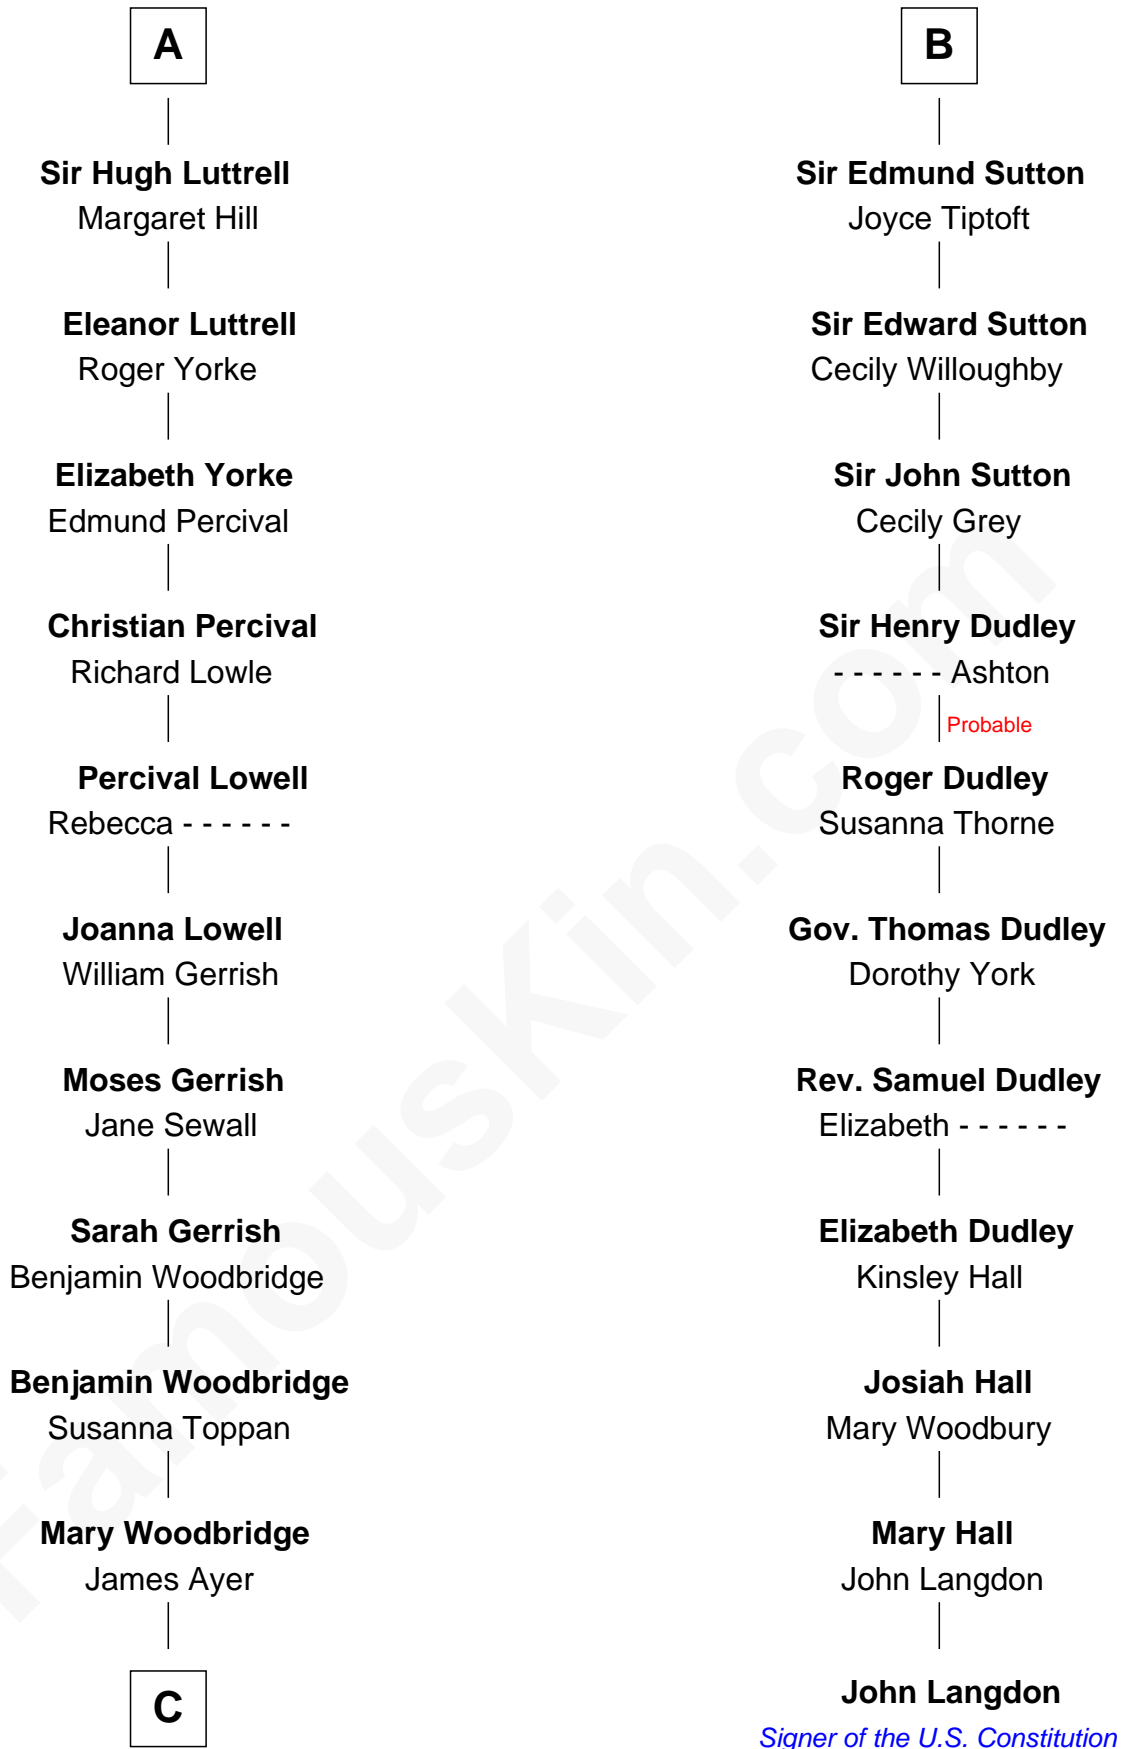 A
Sir Hugh Luttrell
Margaret Hill
Eleanor Luttrell
Roger Yorke
Elizabeth Yorke
Edmund Percival
Christian Percival
Richard Lowle
Percival Lowell
Rebecca - - - - - -
Joanna Lowell
William Gerrish
Moses Gerrish
Jane Sewall
Sarah Gerrish
Benjamin Woodbridge
Benjamin Woodbridge
Susanna Toppan
Mary Woodbridge
James Ayer
C
B
Sir Edmund Sutton
Joyce Tiptoft
Sir Edward Sutton
Cecily Willoughby
Sir John Sutton
Cecily Grey
Sir Henry Dudley
- - - - - - Ashton
Probable
Roger Dudley
Susanna Thorne
Gov. Thomas Dudley
Dorothy York
Rev. Samuel Dudley
Elizabeth - - - - - -
Elizabeth Dudley
Kinsley Hall
Josiah Hall
Mary Woodbury
Mary Hall
John Langdon
John Langdon
Signer of the U.S. Constitution
FamousKin.com